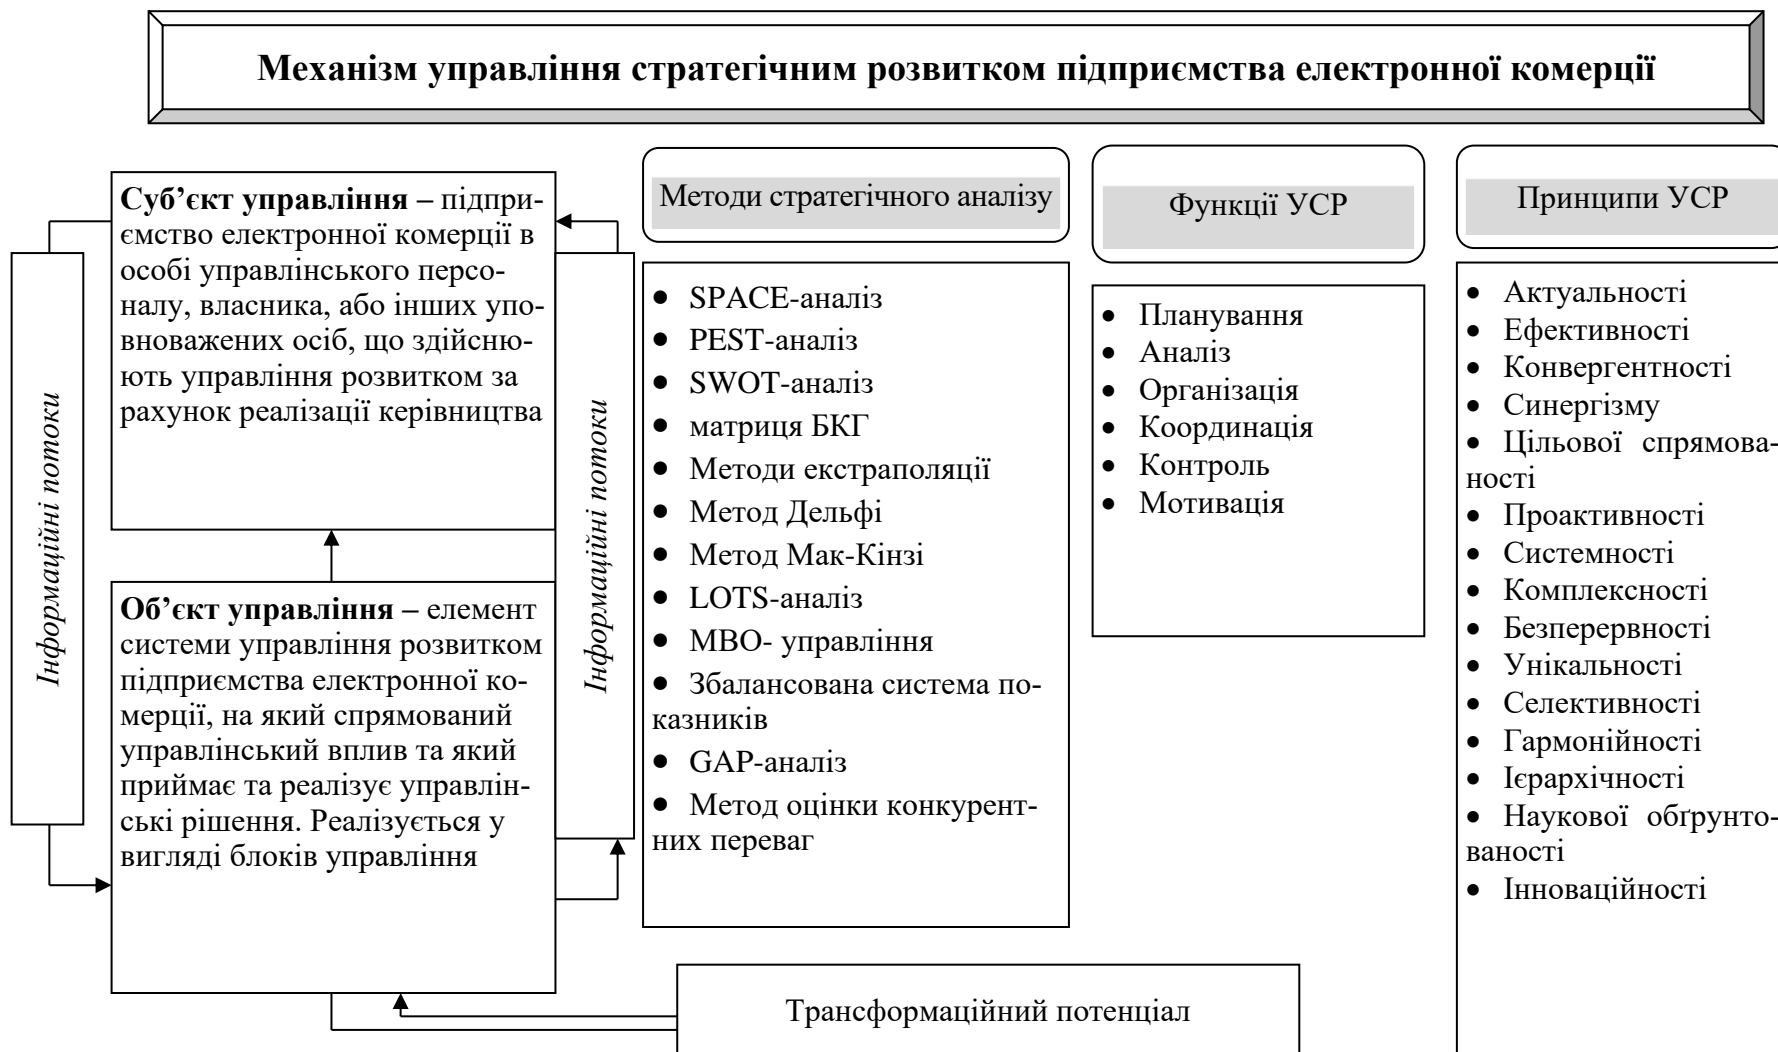 Механізм управління стратегічним розвитком підприємства електронної комерції
Суб’єкт управління – підпри-
ємство електронної комерції в
особі управлінського персо-
налу, власника, або інших упо-
вноважених осіб, що здійсню-
ють управління розвитком за
рахунок реалізації керівництва
Інформаційні потоки
Об’єкт управління – елемент
системи управління розвитком
підприємства електронної ко-
мерції, на який спрямований
управлінський вплив та який
приймає та реалізує управлін-
ські рішення. Реалізується у
вигляді блоків управління
Інформаційні потоки
Методи стратегічного аналізу
• SPACE-аналіз
• PEST-аналіз
• SWOT-аналіз
• матриця БКГ
• Методи екстраполяції
• Метод Дельфі
• Метод Мак-Кінзі
• LOTS-аналіз
• МВО- управління
• Збалансована система по-
казників
• GAP-аналіз
• Метод оцінки конкурент-
них переваг
Функції УСР
• Планування
• Аналіз
• Організація
• Координація
• Контроль
• Мотивація
Принципи УСР
• Актуальності
• Ефективності
• Конвергентності
• Синергізму
• Цільової спрямова-
ності
• Проактивності
• Системності
• Комплексності
• Безперервності
• Унікальності
• Селективності
• Гармонійності
• Ієрархічності
• Наукової обґрунто-
ваності
• Інноваційності
Трансформаційний потенціал